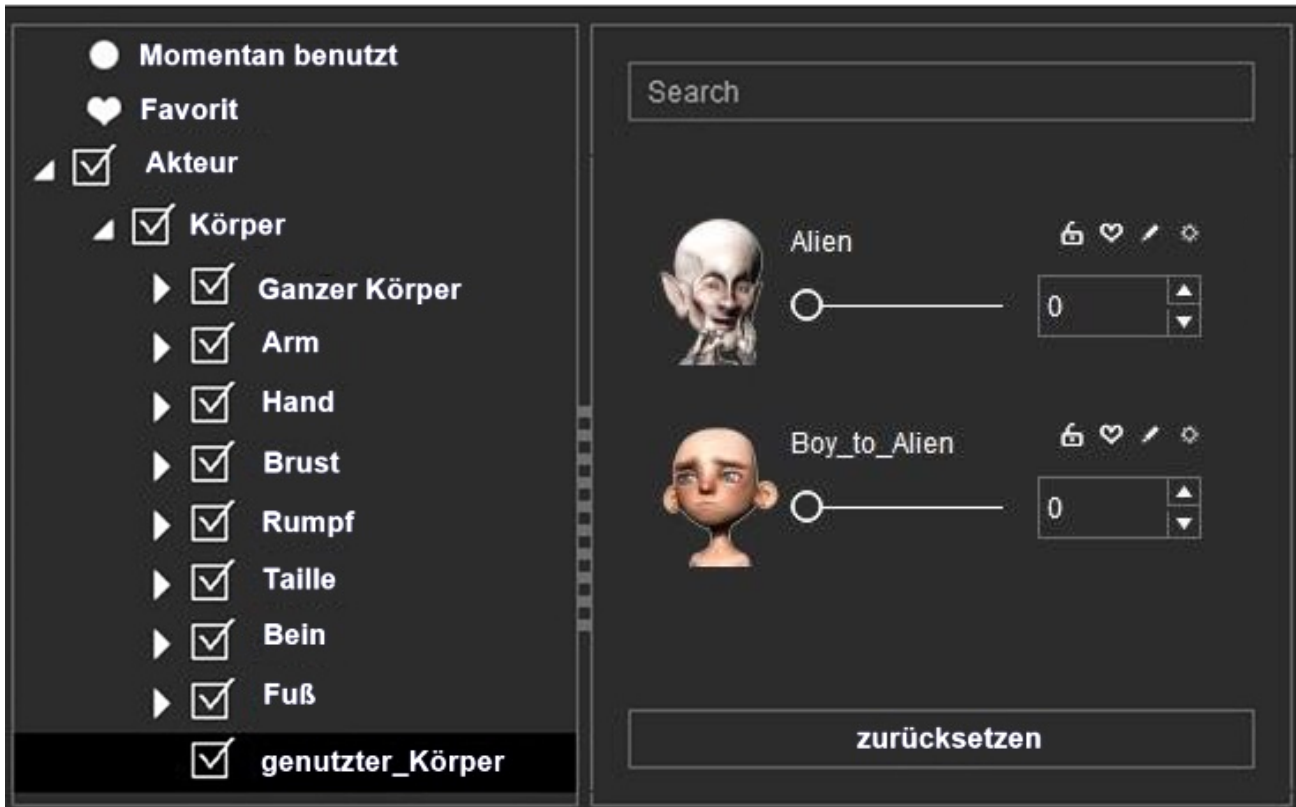 Momentan benutzt
Favorit
Akteur
Körper
Ganzer Körper
Arm
Hand
Brust
Rumpf
Taille
Bein
Fuß
genutzter_Körper
Search
Alien
0
Boy_to_Alien
0
zurücksetzen